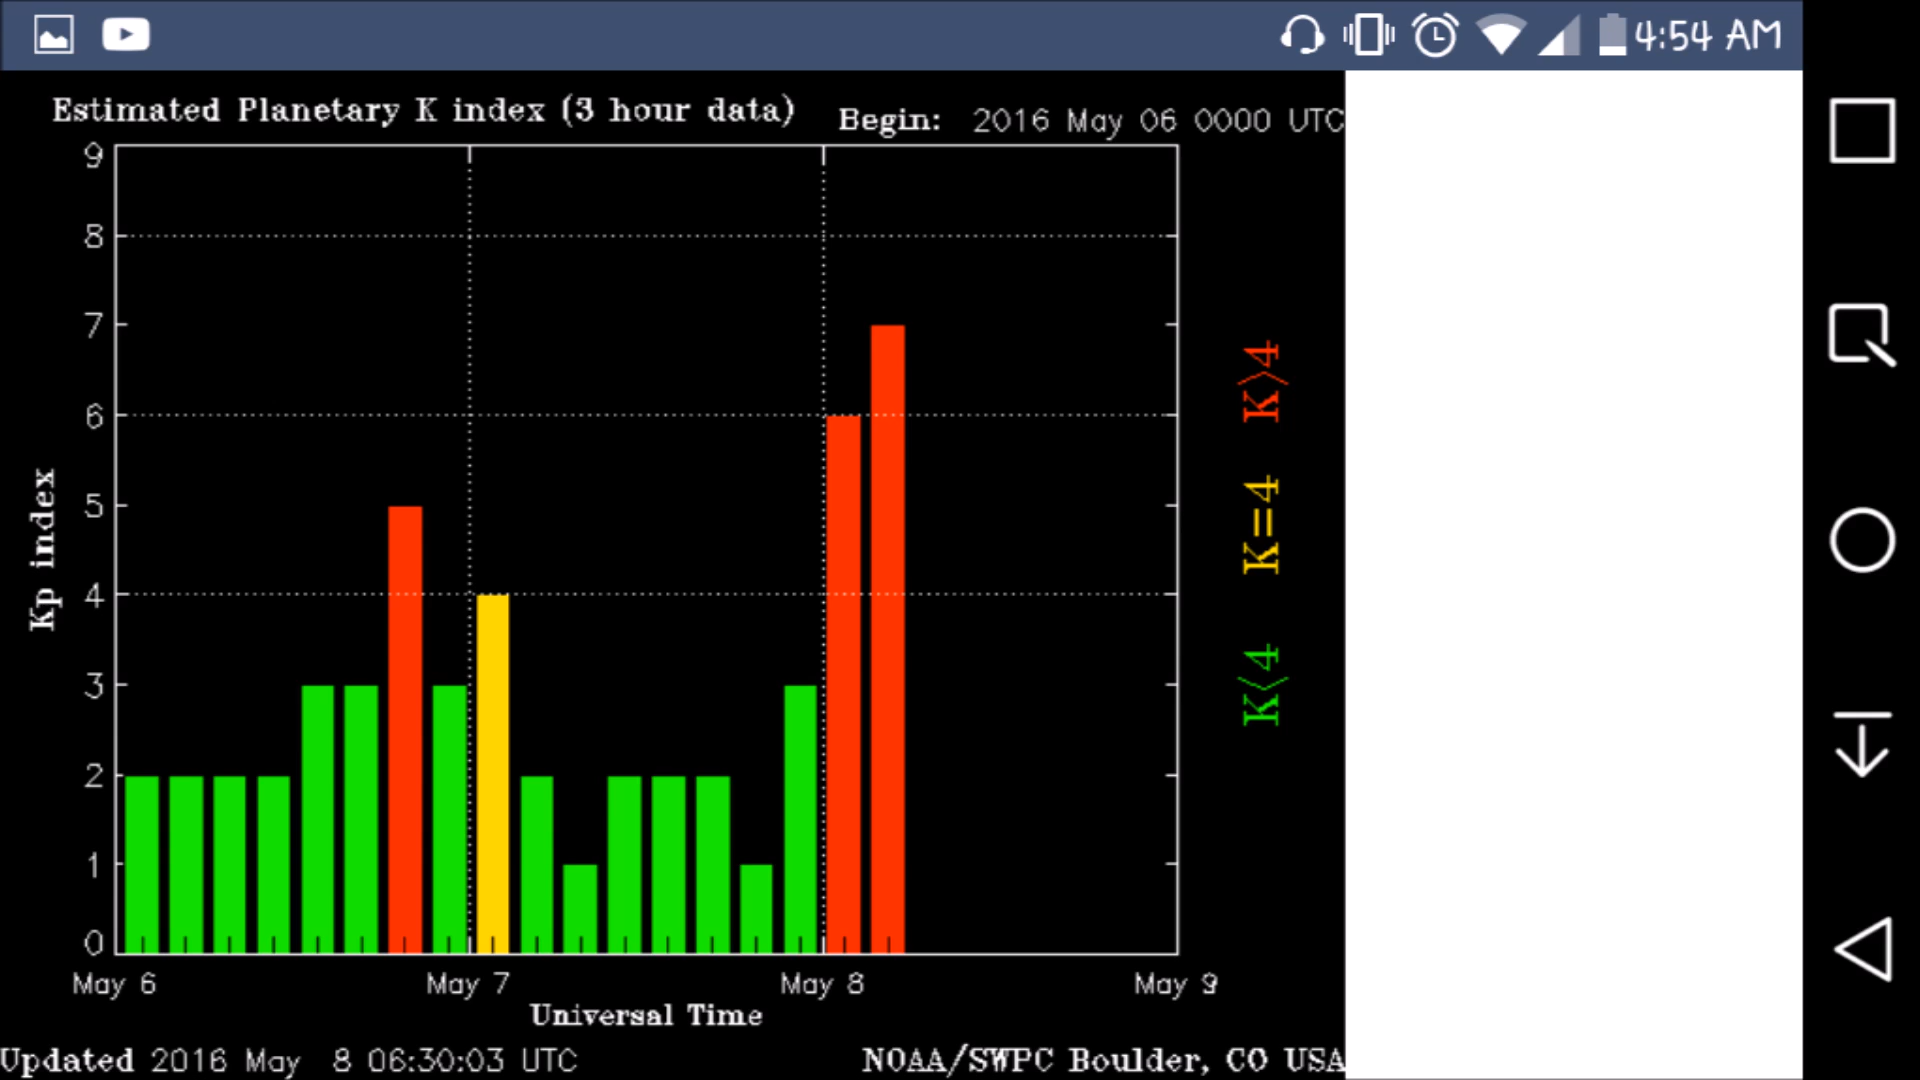 4:54 AM
Estimated Planetary K index (3 hour data)
Begin: 2016 May 06 0000 UTC
9
8
7
6
5
4
3
2
1
0
Kp index
K>4
K=4
K<4
May 6
May 7
May 8
May 9
Universal Time
Updated 2016 May 8 06:30:03 UTC
NOAA/SWPC Boulder, CO USA